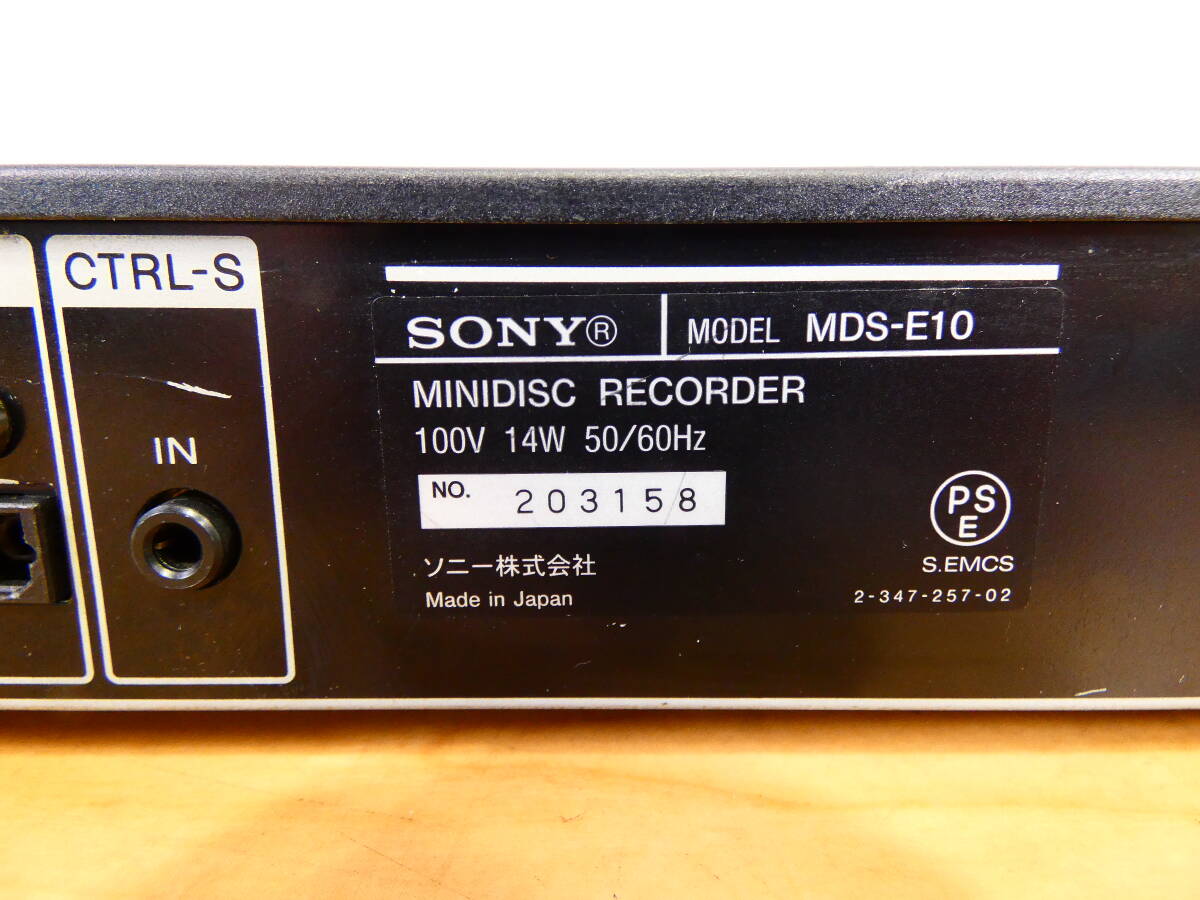 CTRL-S
IN
SONY®
MODEL MDS-E10
MINIDISC RECORDER
100V 14W 50/60Hz
NO. 203158
PS
E
S.EMCS
ソニー株式会社
Made in Japan
2-347-257-02